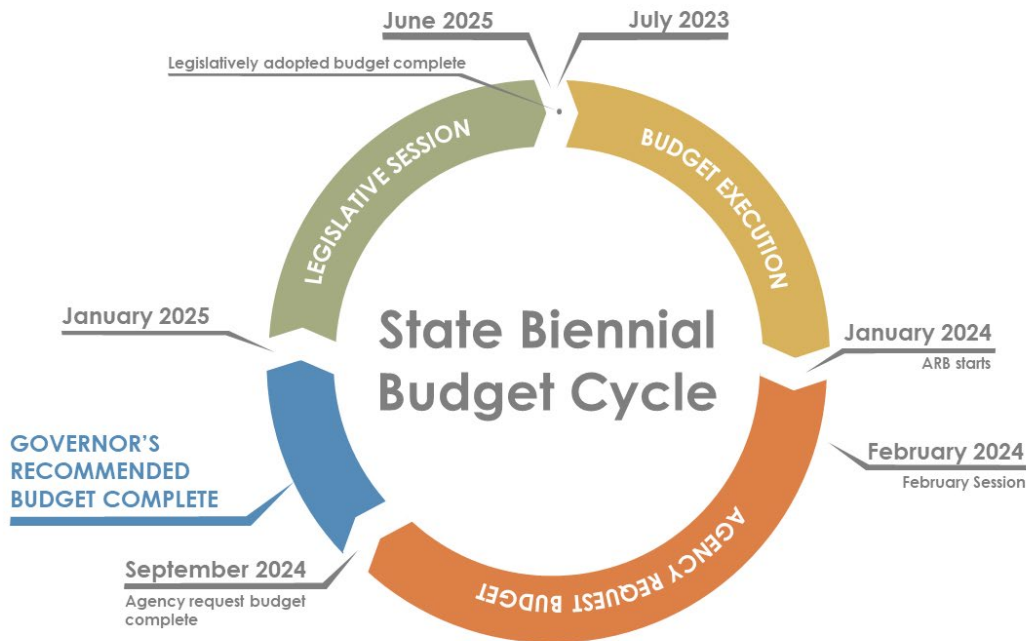 June 2025
July 2023
Legislatively adopted budget complete
LEGISLATIVE SESSION
BUDGET EXECUTION
State Biennial
Budget Cycle
January 2025
January 2024
ARB starts
GOVERNOR’S
RECOMMENDED
BUDGET COMPLETE
February 2024
February Session
AGENCY REQUEST BUDGET
September 2024
Agency request budget
complete